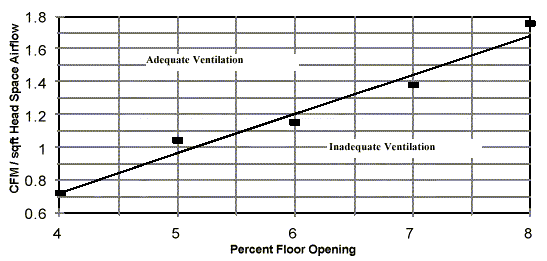 1.8
1.6
1.4
1.2
1
0.8
0.6
CFM / sqft Head Space Airflow
Adequate Ventilation
Inadequate Ventilation
4 5 6 7 8
Percent Floor Opening